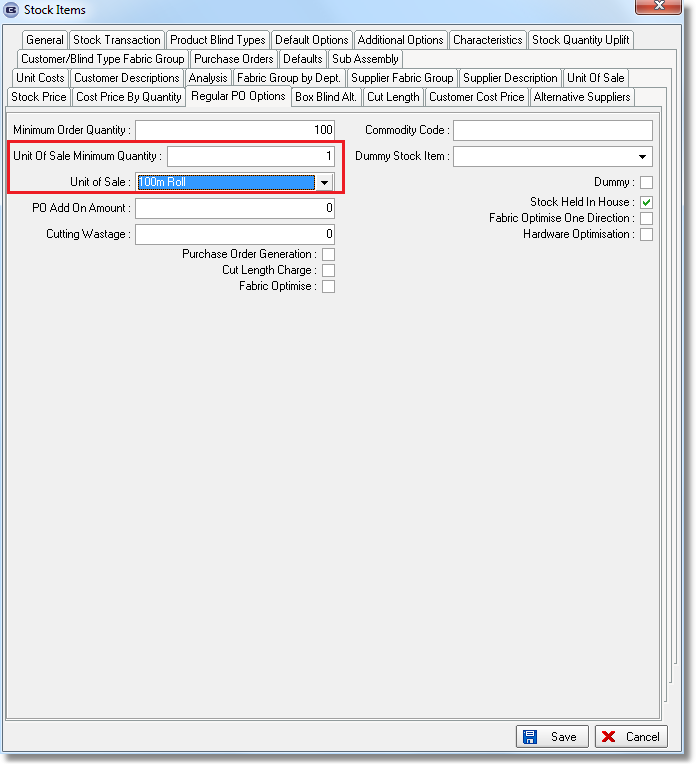 Stock Items
General Stock Transaction Product Blind Types Default Options Additional Options Characteristics Stock Quantity Uplift
Customer/Blind Type Fabric Group Purchase Orders Defaults Sub Assembly
Unit Costs Customer Descriptions Analysis Fabric Group by Dept. Supplier Fabric Group Supplier Description Unit Of Sale
Stock Price Cost Price By Quantity Regular PO Options Box Blind Alt. Cut Length Customer Cost Price Alternative Suppliers
Minimum Order Quantity : 100 Commodity Code :
Unit Of Sale Minimum Quantity : 1 Dummy Stock Item :
Unit of Sale : 100m Roll Dummy :
PO Add On Amount : 0 Stock Held In House :
Fabric Optimise One Direction :
Cutting Wastage : 0 Hardware Optimisation :
Purchase Order Generation :
Cut Length Charge :
Fabric Optimise :
Save Cancel